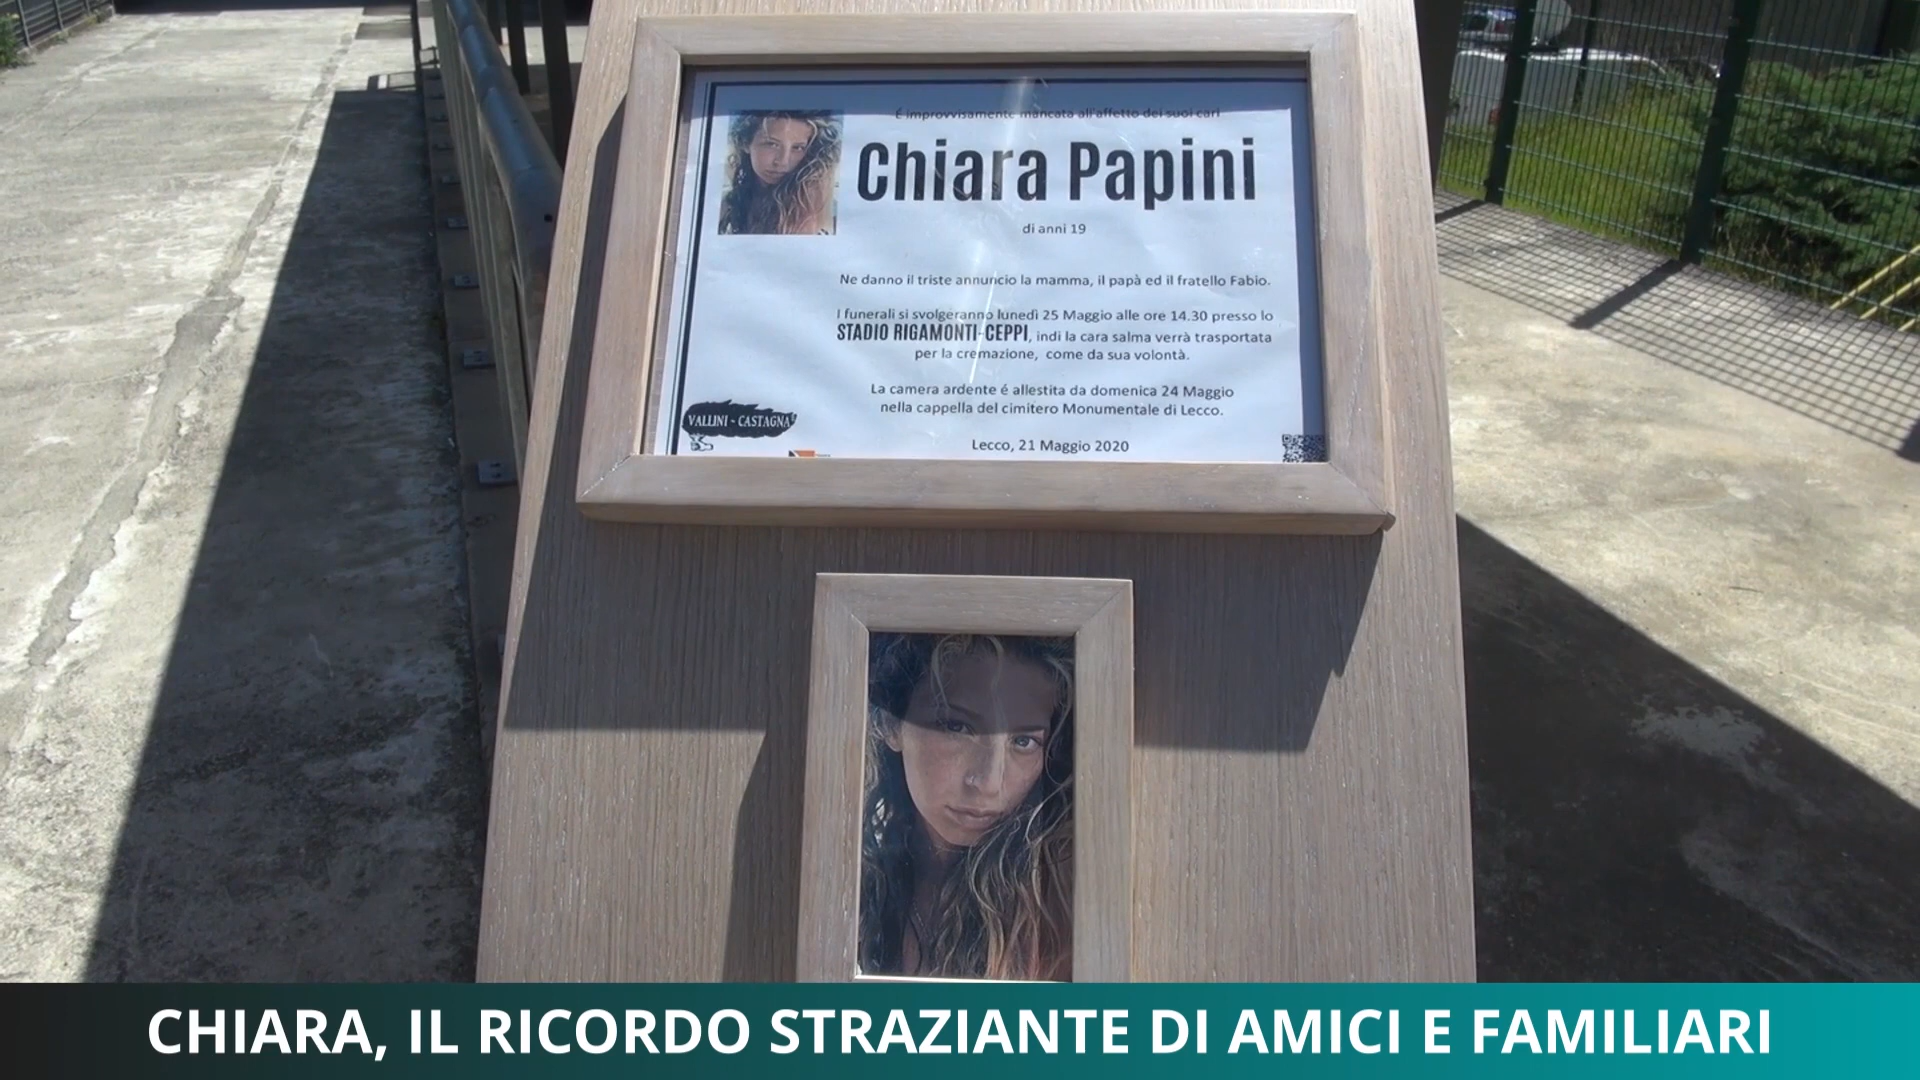 É improvvisamente mancata all'affetto dei suoi cari
Chiara Papini
di anni 19
Ne danno il triste annuncio la mamma, il papà ed il fratello Fabio.
I funerali si svolgeranno lunedì 25 Maggio alle ore 14.30 presso lo
STADIO RIGAMONTI-CEPPI, indi la cara salma verrà trasportata
per la cremazione, come da sua volontà.
La camera ardente é allestita da domenica 24 Maggio
nella cappella del cimitero Monumentale di Lecco.
VALLINI - CASTAGNA
Lecco, 21 Maggio 2020
CHIARA, IL RICORDO STRAZIANTE DI AMICI E FAMILIARI